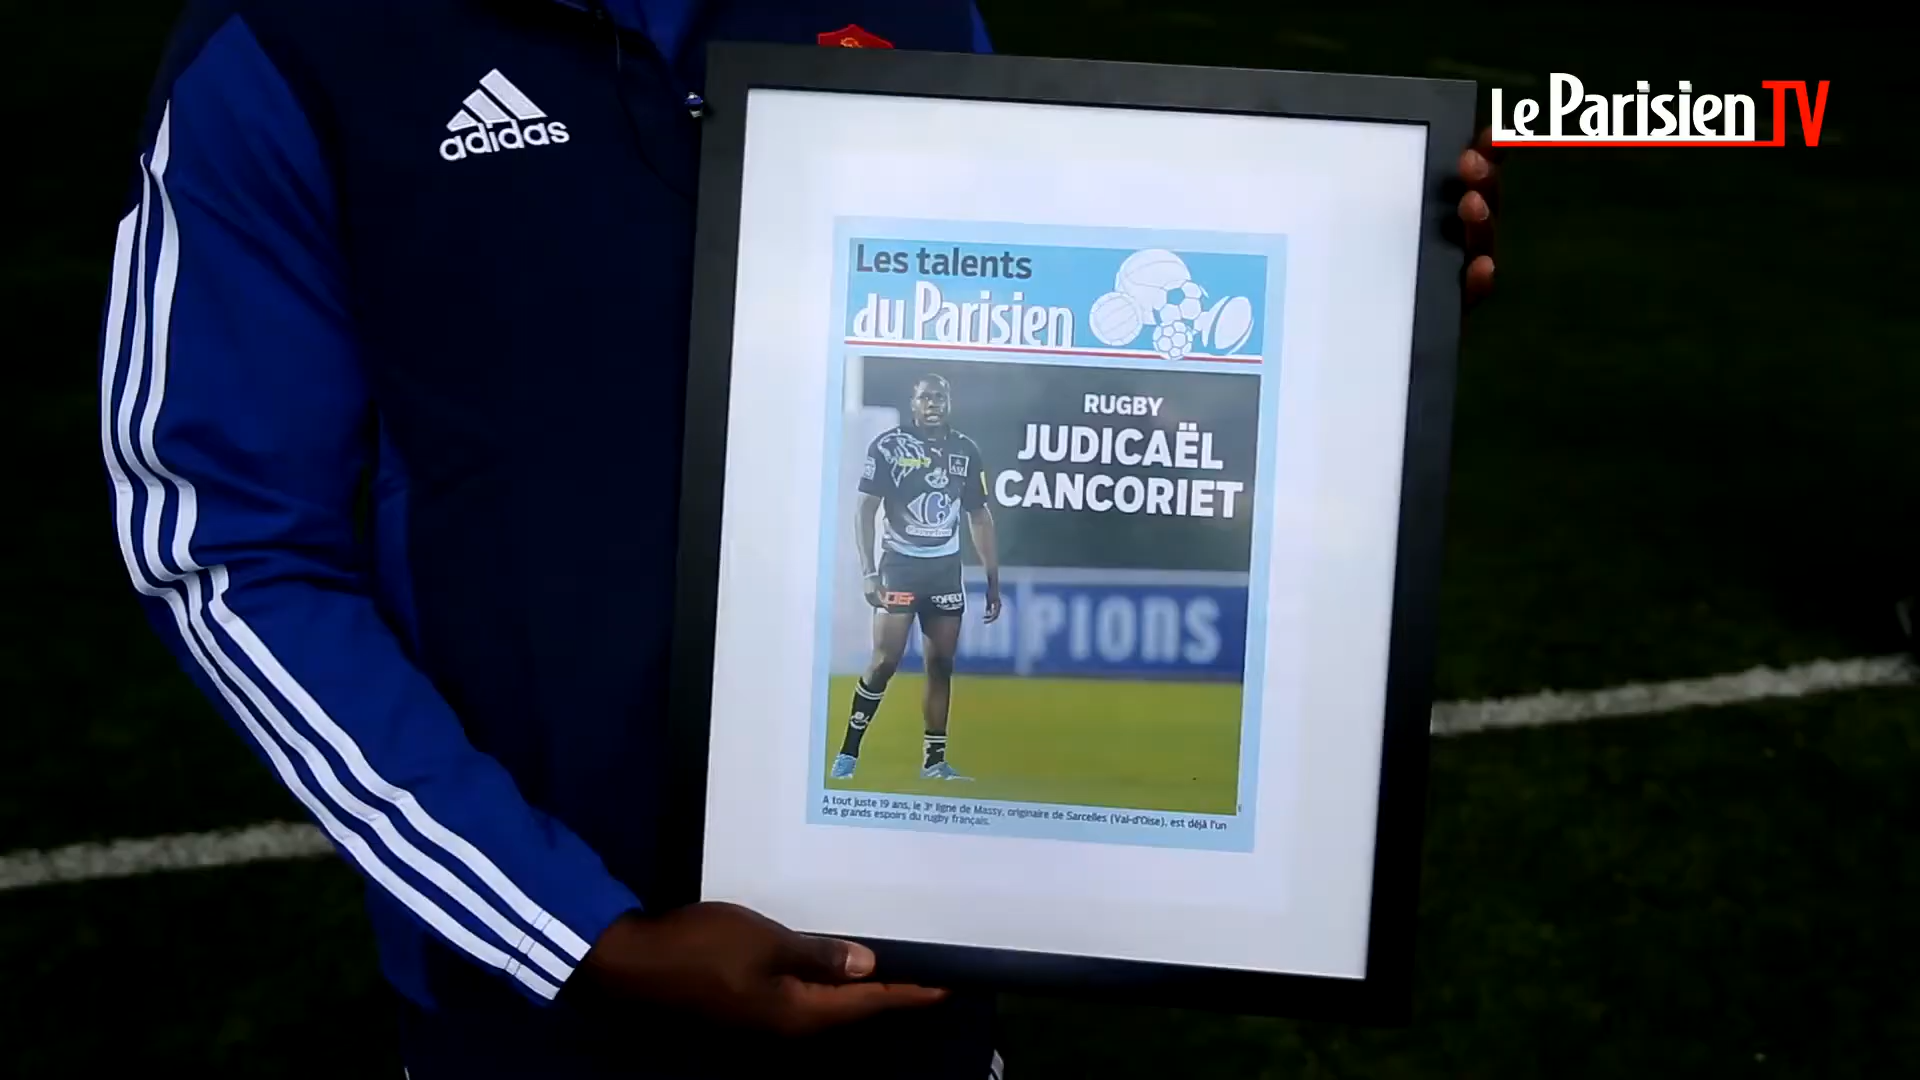 adidas
Le Parisien TV
Les talents
du Parisien
RUGBY
JUDICAËL
CANCORIET
Carrefour
PIONS
A tout juste 19 ans, le 3e ligne de Massy, originaire de Sarcelles (Val-d'Oise), est déjà l'un
des grands espoirs du rugby français.